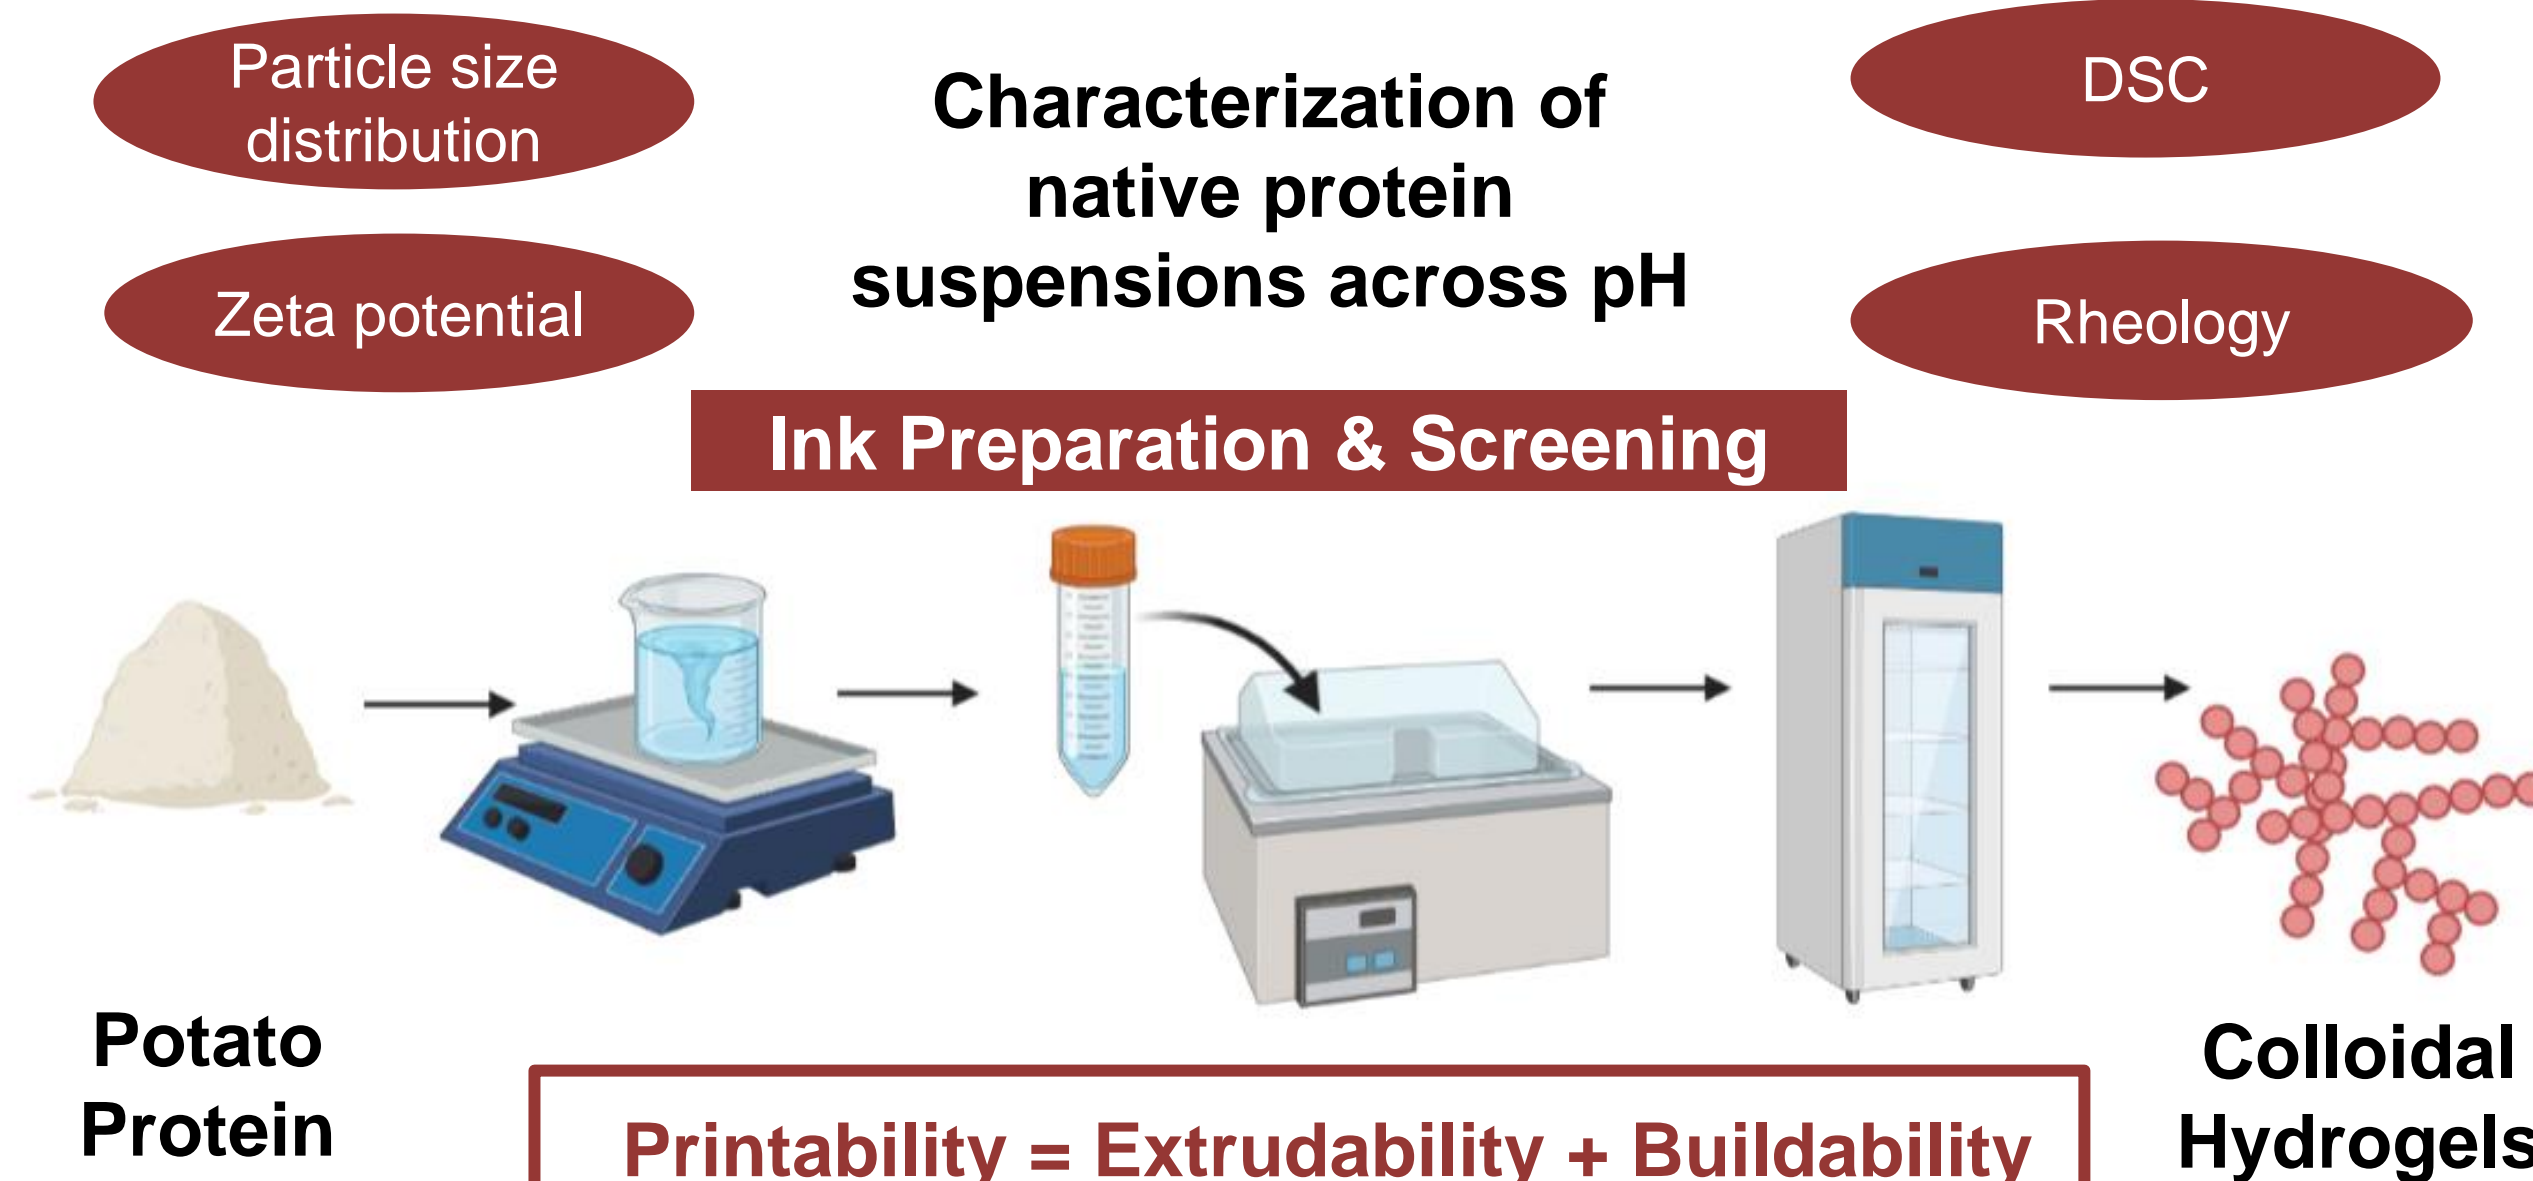 Particle size
distribution
Zeta potential
Characterization of
native protein
suspensions across pH
DSC
Rheology
Ink Preparation & Screening
Potato
Protein
Printability = Extrudability + Buildability
Colloidal
Hydrogels